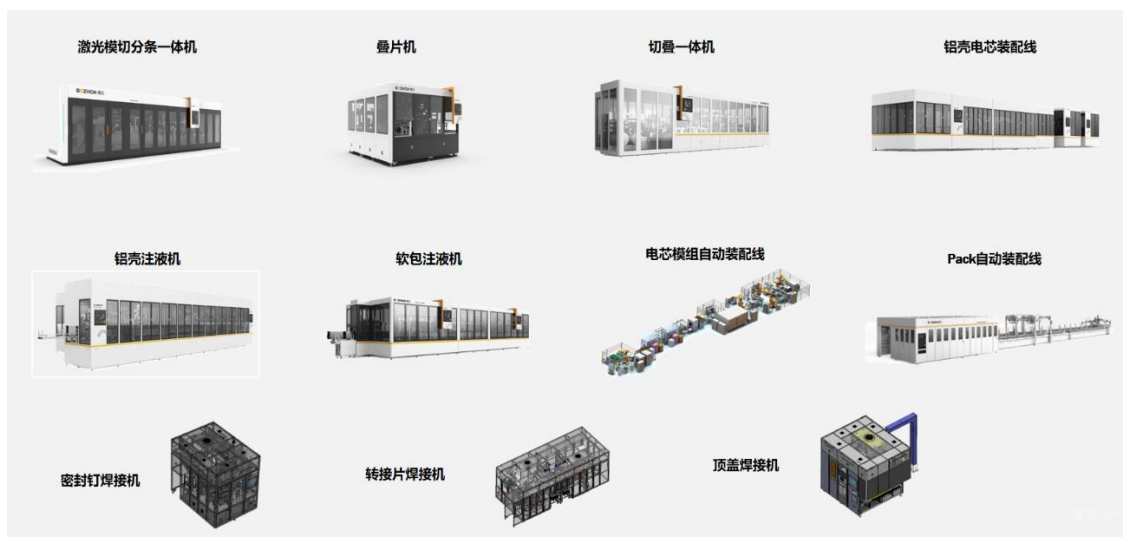 激光模切分条一体机
叠片机
切叠一体机
铝壳电芯装配线
铝壳注液机
软包注液机
电芯模组自动装配线
Pack自动装配线
密封钉焊接机
转接片焊接机
顶盖焊接机